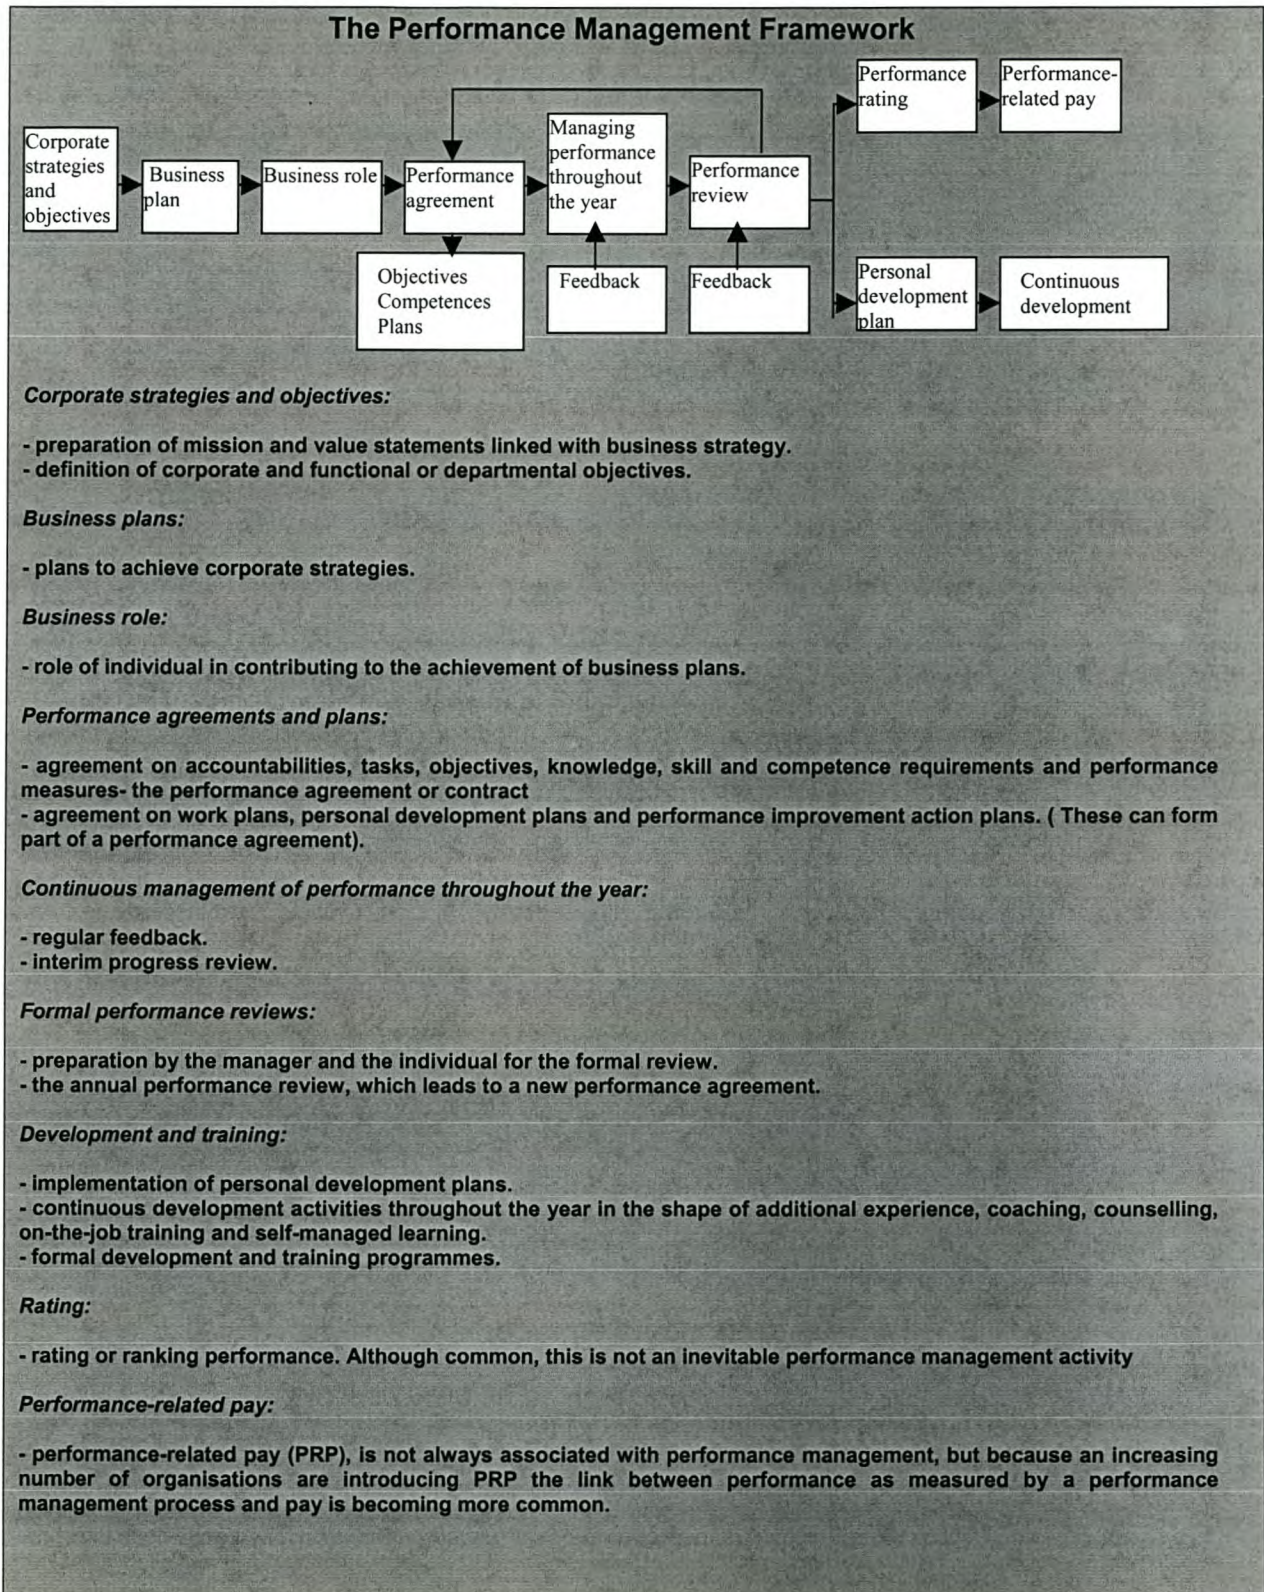 The Performance Management Framework
Corporate
strategies
and
objectives
Business
plan
Business role
Performance
agreement
Objectives
Competences
Plans
Managing
performance
throughout
the year
Feedback
Performance
review
Feedback
Performance
rating
Performance-
related pay
Personal
development
plan
Continuous
development
Corporate strategies and objectives:
- preparation of mission and value statements linked with business strategy.
- definition of corporate and functional or departmental objectives.
Business plans:
- plans to achieve corporate strategies.
Business role:
- role of individual in contributing to the achievement of business plans.
Performance agreements and plans:
- agreement on accountabilities, tasks, objectives, knowledge, skill and competence requirements and performance
measures- the performance agreement or contract
- agreement on work plans, personal development plans and performance improvement action plans. ( These can form
part of a performance agreement).
Continuous management of performance throughout the year:
- regular feedback.
- interim progress review.
Formal performance reviews:
- preparation by the manager and the individual for the formal review.
- the annual performance review, which leads to a new performance agreement.
Development and training:
- implementation of personal development plans.
- continuous development activities throughout the year in the shape of additional experience, coaching, counselling,
on-the-job training and self-managed learning.
- formal development and training programmes.
Rating:
- rating or ranking performance. Although common, this is not an inevitable performance management activity
Performance-related pay:
- performance-related pay (PRP), is not always associated with performance management, but because an increasing
number of organisations are introducing PRP the link between performance as measured by a performance
management process and pay is becoming more common.